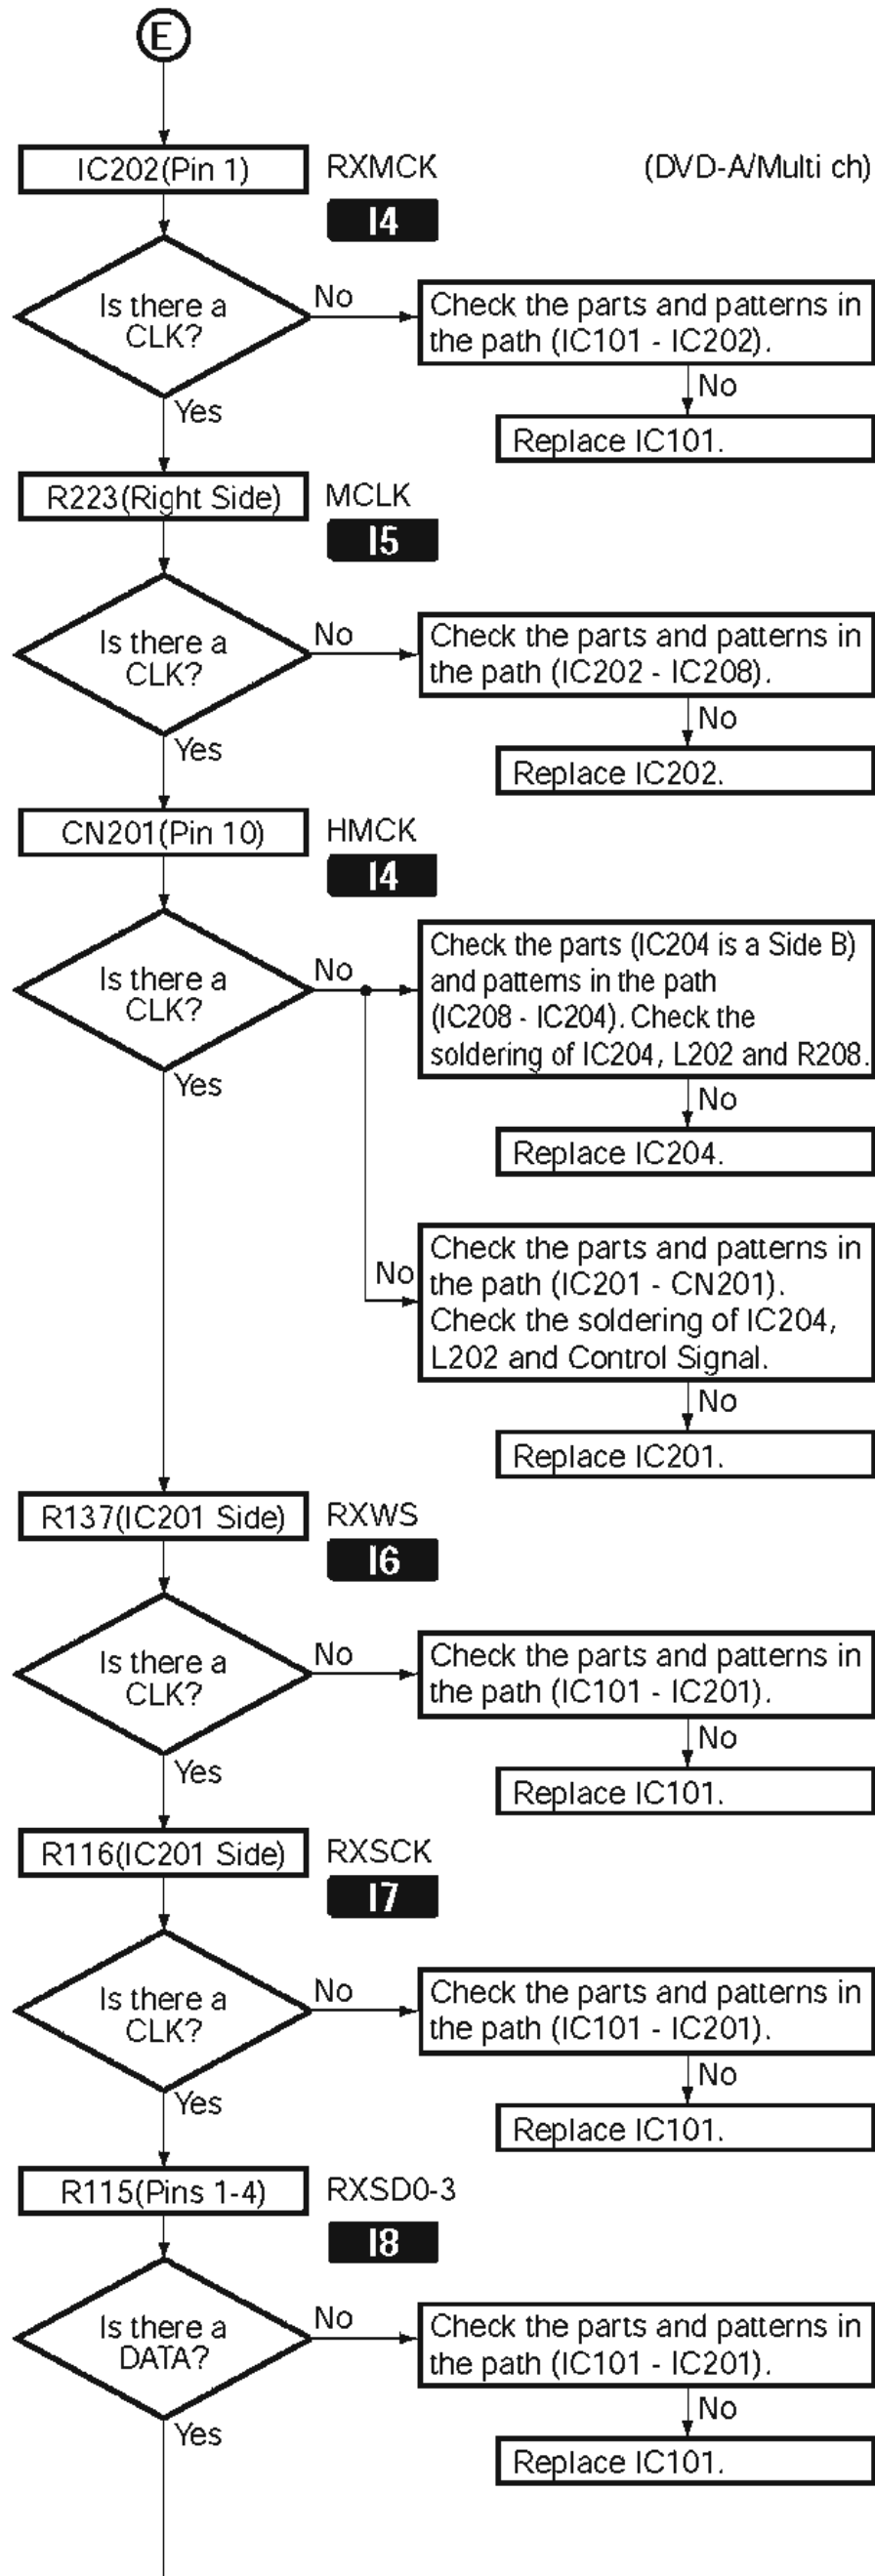 E
IC202(Pin 1)
RXMCK
(DVD-A/Multi ch)
I4
Is there a
CLK?
No
Check the parts and patterns in
the path (IC101 - IC202).
No
Replace IC101.
Yes
R223(Right Side)
MCLK
I5
Is there a
CLK?
No
Check the parts and patterns in
the path (IC202 - IC208).
No
Replace IC202.
Yes
CN201(Pin 10)
HMCK
I4
Is there a
CLK?
No
Check the parts (IC204 is a Side B)
and patterns in the path
(IC208 - IC204). Check the
soldering of IC204, L202 and R208.
No
Replace IC204.
Yes
No
Check the parts and patterns in
the path (IC201 - CN201).
Check the soldering of IC204,
L202 and Control Signal.
No
Replace IC201.
R137(IC201 Side)
RXWS
I6
Is there a
CLK?
No
Check the parts and patterns in
the path (IC101 - IC201).
No
Replace IC101.
Yes
R116(IC201 Side)
RXSCK
I7
Is there a
CLK?
No
Check the parts and patterns in
the path (IC101 - IC201).
No
Replace IC101.
Yes
R115(Pins 1-4)
RXSD0-3
I8
Is there a
DATA?
No
Check the parts and patterns in
the path (IC101 - IC201).
No
Replace IC101.
Yes